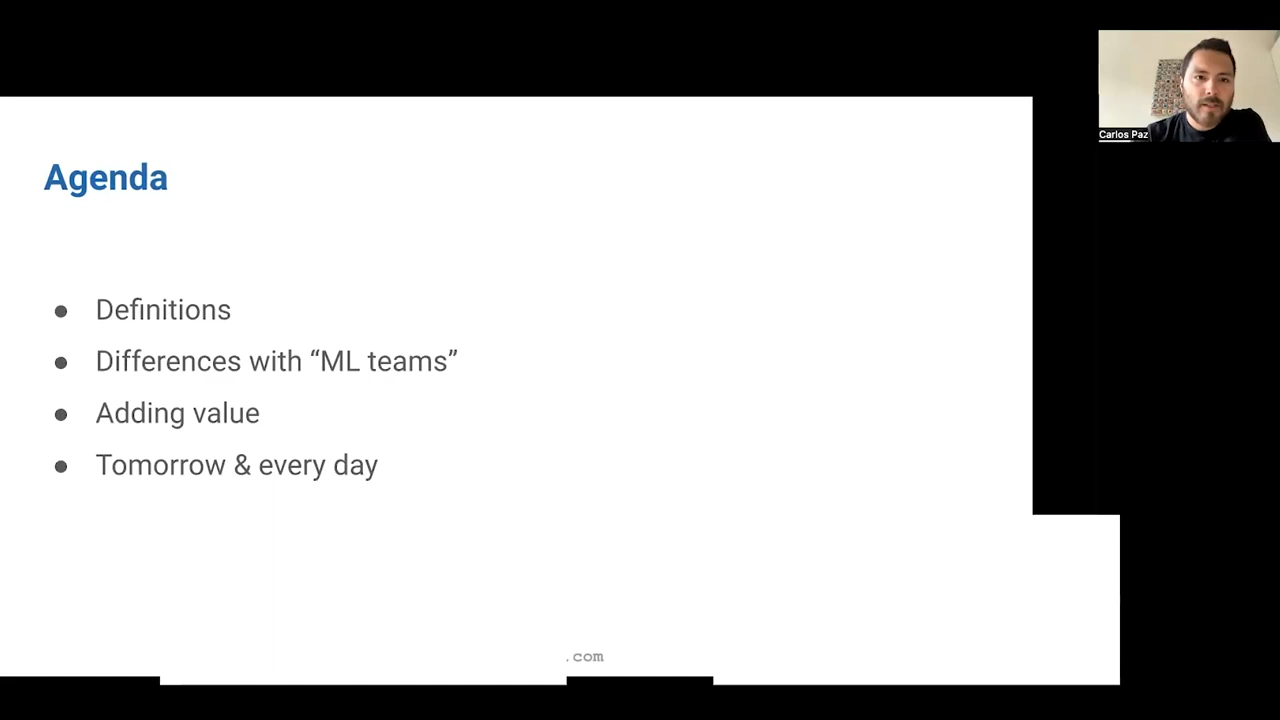 Agenda
Carlos Paz
● Definitions
● Differences with “ML teams”
● Adding value
● Tomorrow & every day
.com